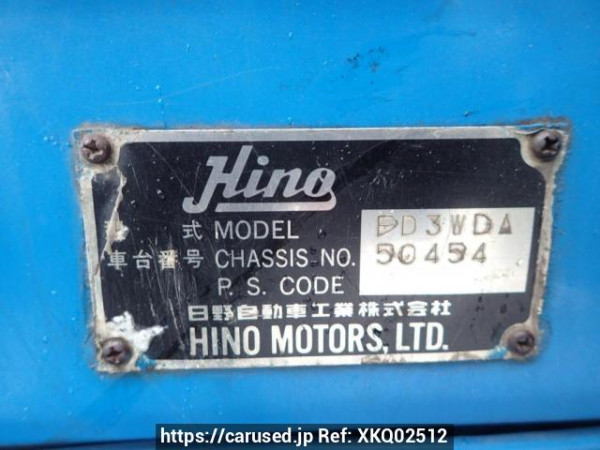 Hino
式 MODEL
車台番号 CHASSIS NO. 50454
P. S. CODE
日野自動車工業株式会社
HINO MOTORS, LTD.
https://carused.jp Ref: XKQ02512